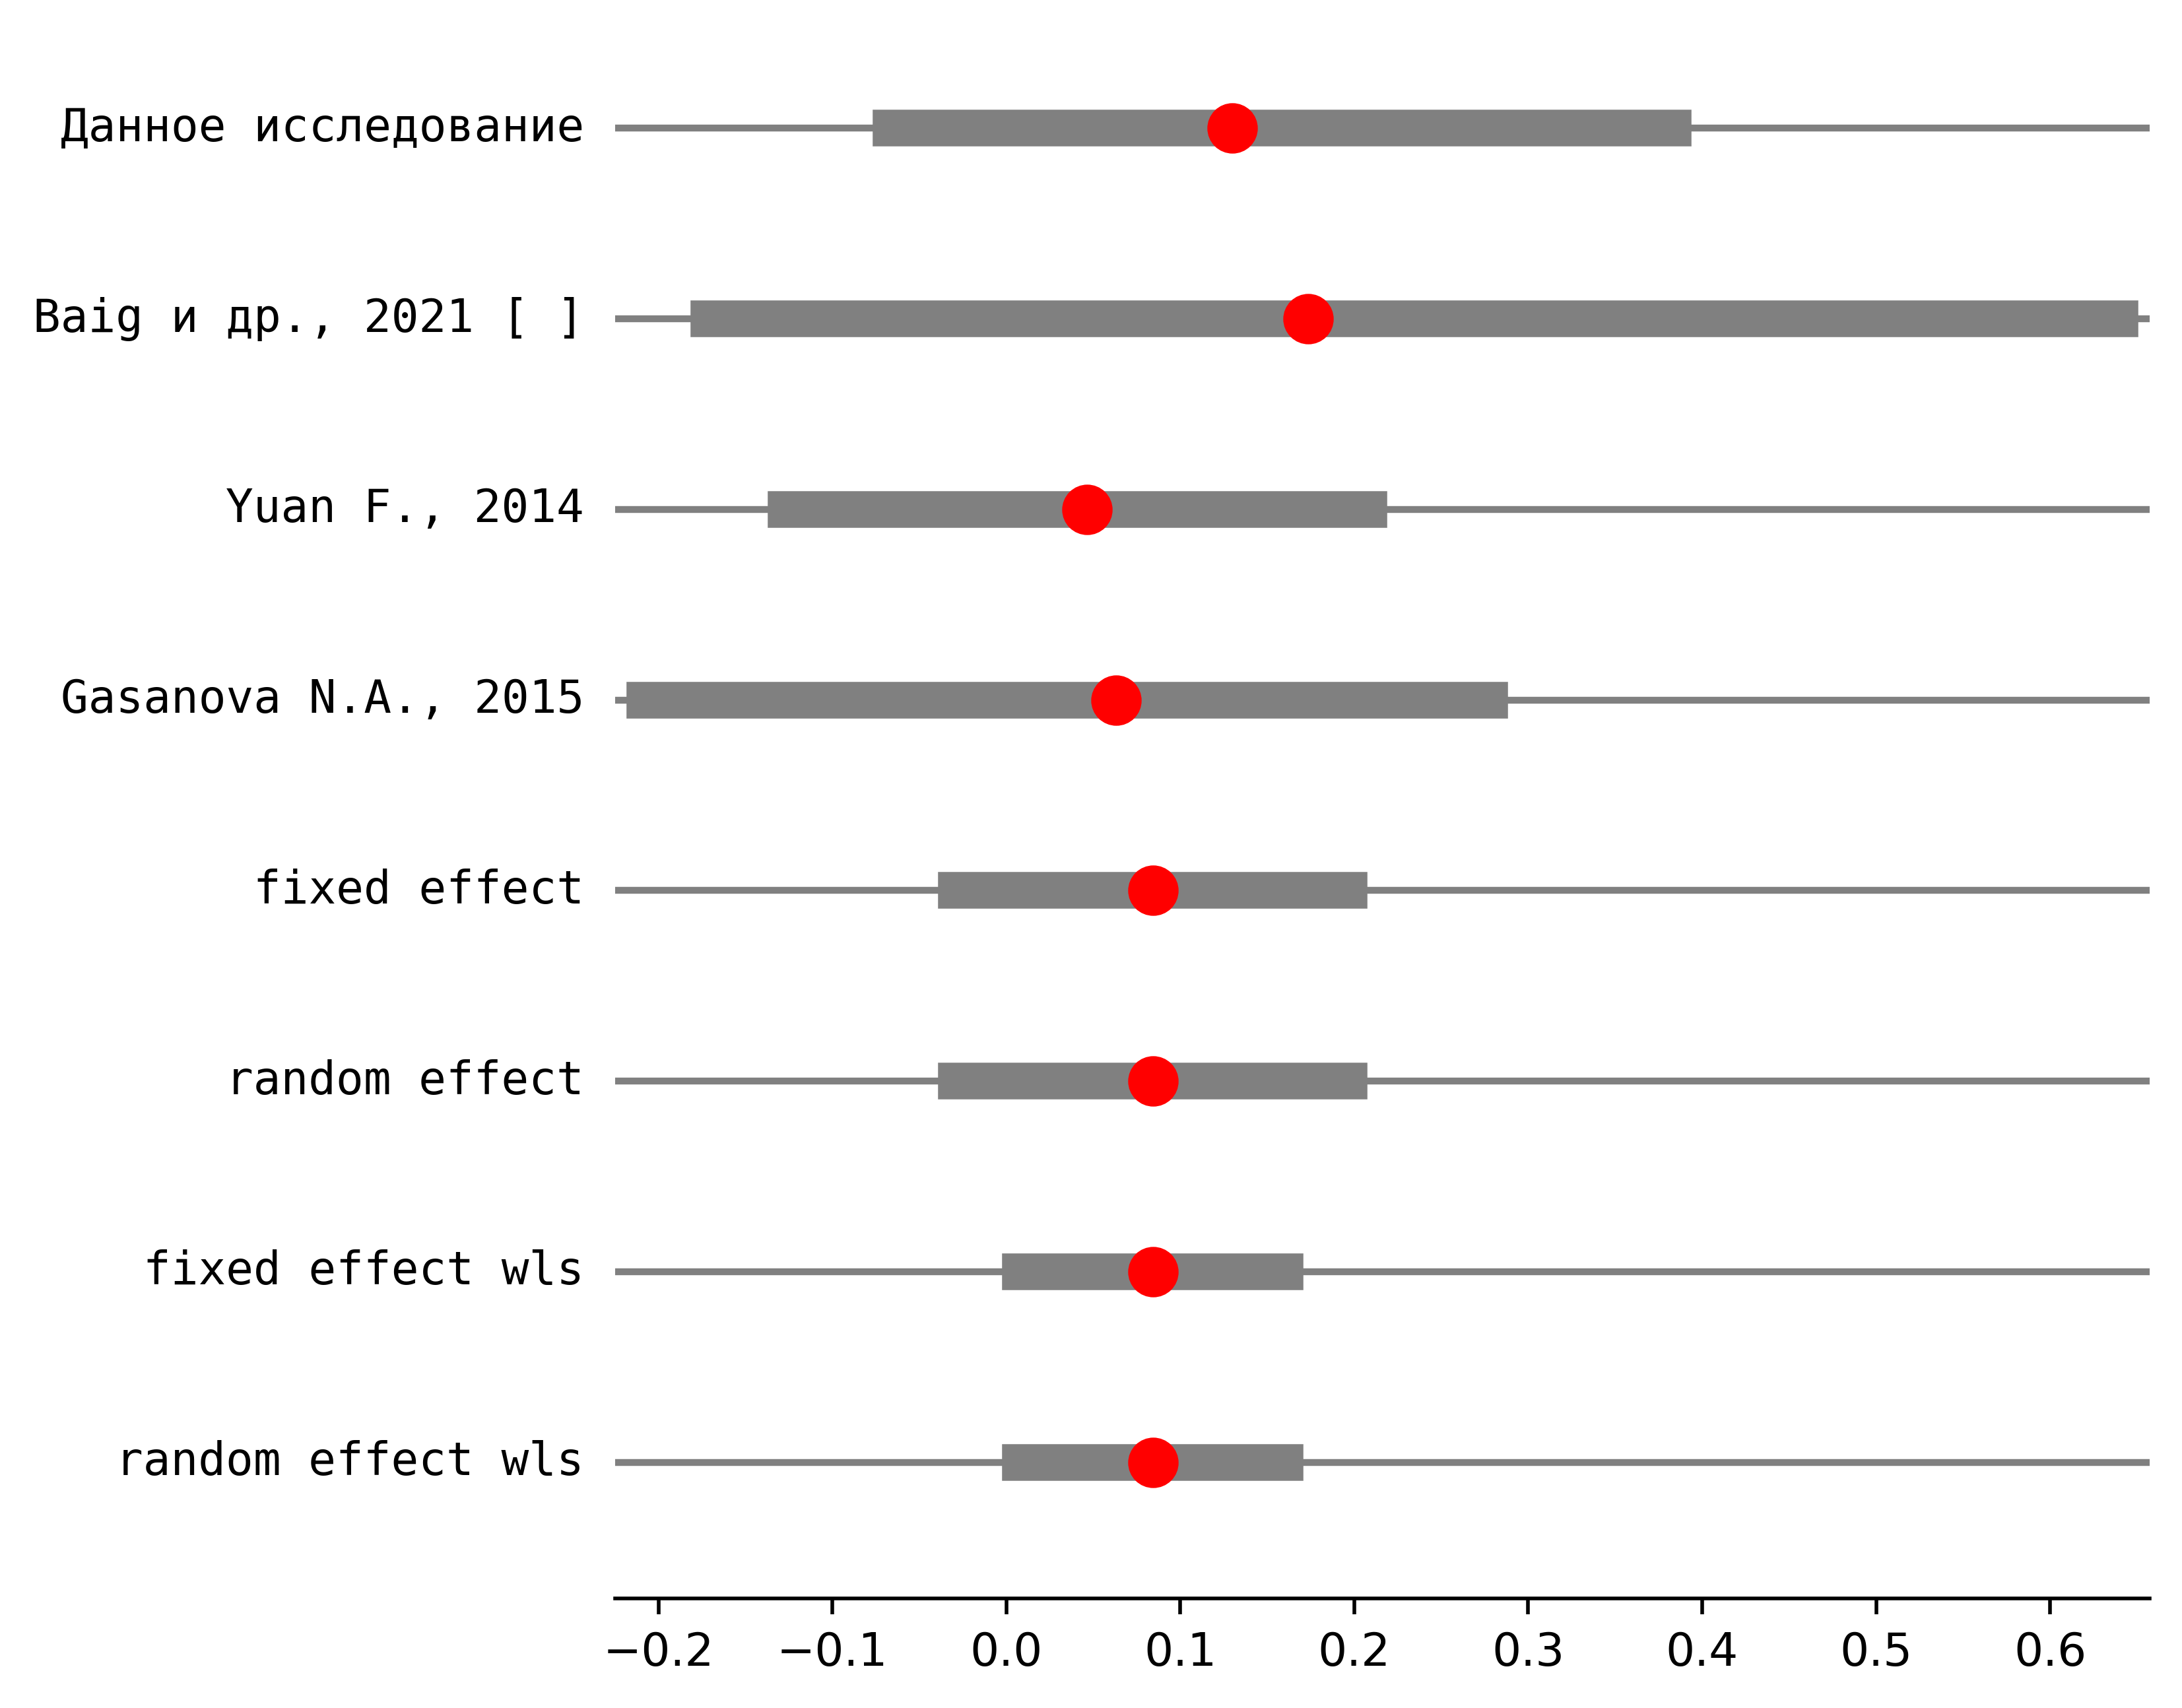 Данное исследование
Baig и др., 2021 [ ]
Yuan F., 2014
Gasanova N.A., 2015
fixed effect
random effect
fixed effect wls
random effect wls
−0.2 −0.1 0.0 0.1 0.2 0.3 0.4 0.5 0.6